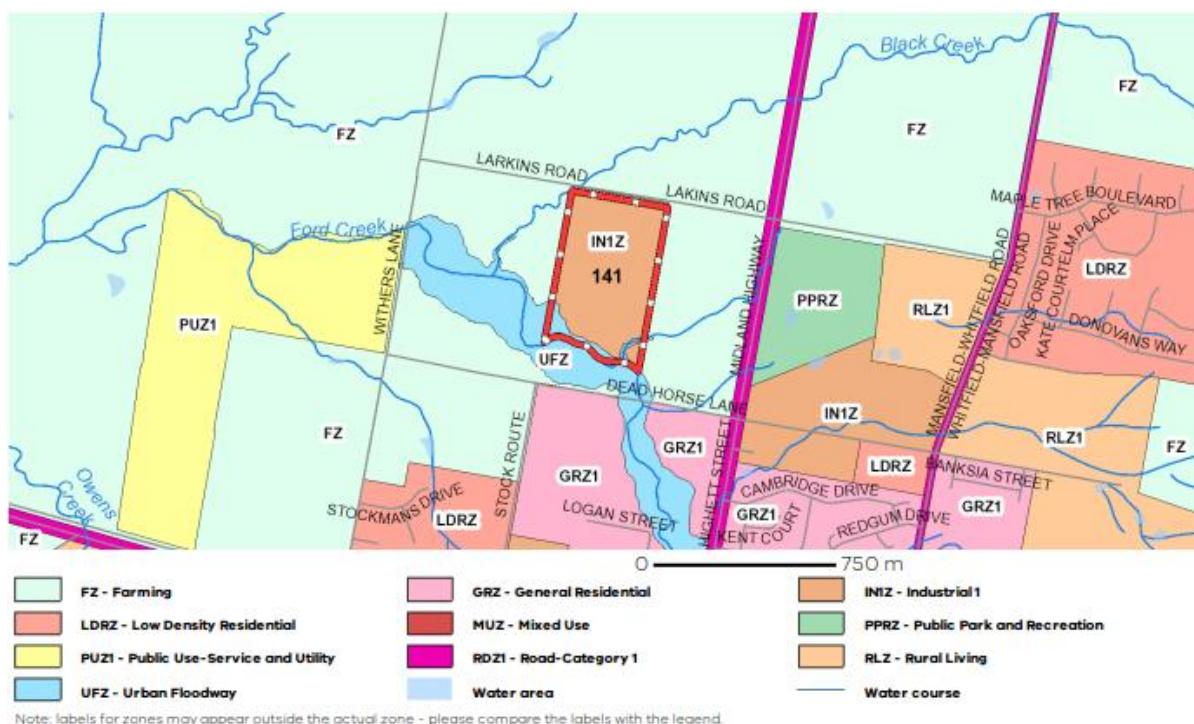 Black Creek
FZ
FZ
FZ
LARKINS ROAD
LAKINS ROAD
MAPLE TREE BOULEVARD
Ford Creek
WITHERS LANE
IN1Z
141
MIDLAND HIGHWAY
PPRZ
RLZ1
MANSFIELD-WHITFIELD ROAD
WHITFIELD-MANSFIELD ROAD
OAKSFORD DRIVE
KATE COURT
ELM PLACE
LDRZ
DONOVANS WAY
PUZ1
UFZ
DEAD HORSE LANE
IN1Z
FZ
STOCK ROUTE
GRZ1
GRZ1
HIGHETT STREET
LDRZ
RLZ1
FZ
BANKSIA STREET
Owens Creek
STOCKMANS DRIVE
LDRZ
LOGAN STREET
CAMBRIDGE DRIVE
GRZ1
KENT COURT
REDGUM DRIVE
GRZ1
FZ
0 750 m
FZ - Farming
GRZ - General Residential
IN1Z - Industrial 1
LDRZ - Low Density Residential
MUZ - Mixed Use
PPRZ - Public Park and Recreation
PUZ1 - Public Use-Service and Utility
RDZ1 - Road-Category 1
RLZ - Rural Living
UFZ - Urban Floodway
Water area
Water course
Note: labels for zones may appear outside the actual zone - please compare the labels with the legend.